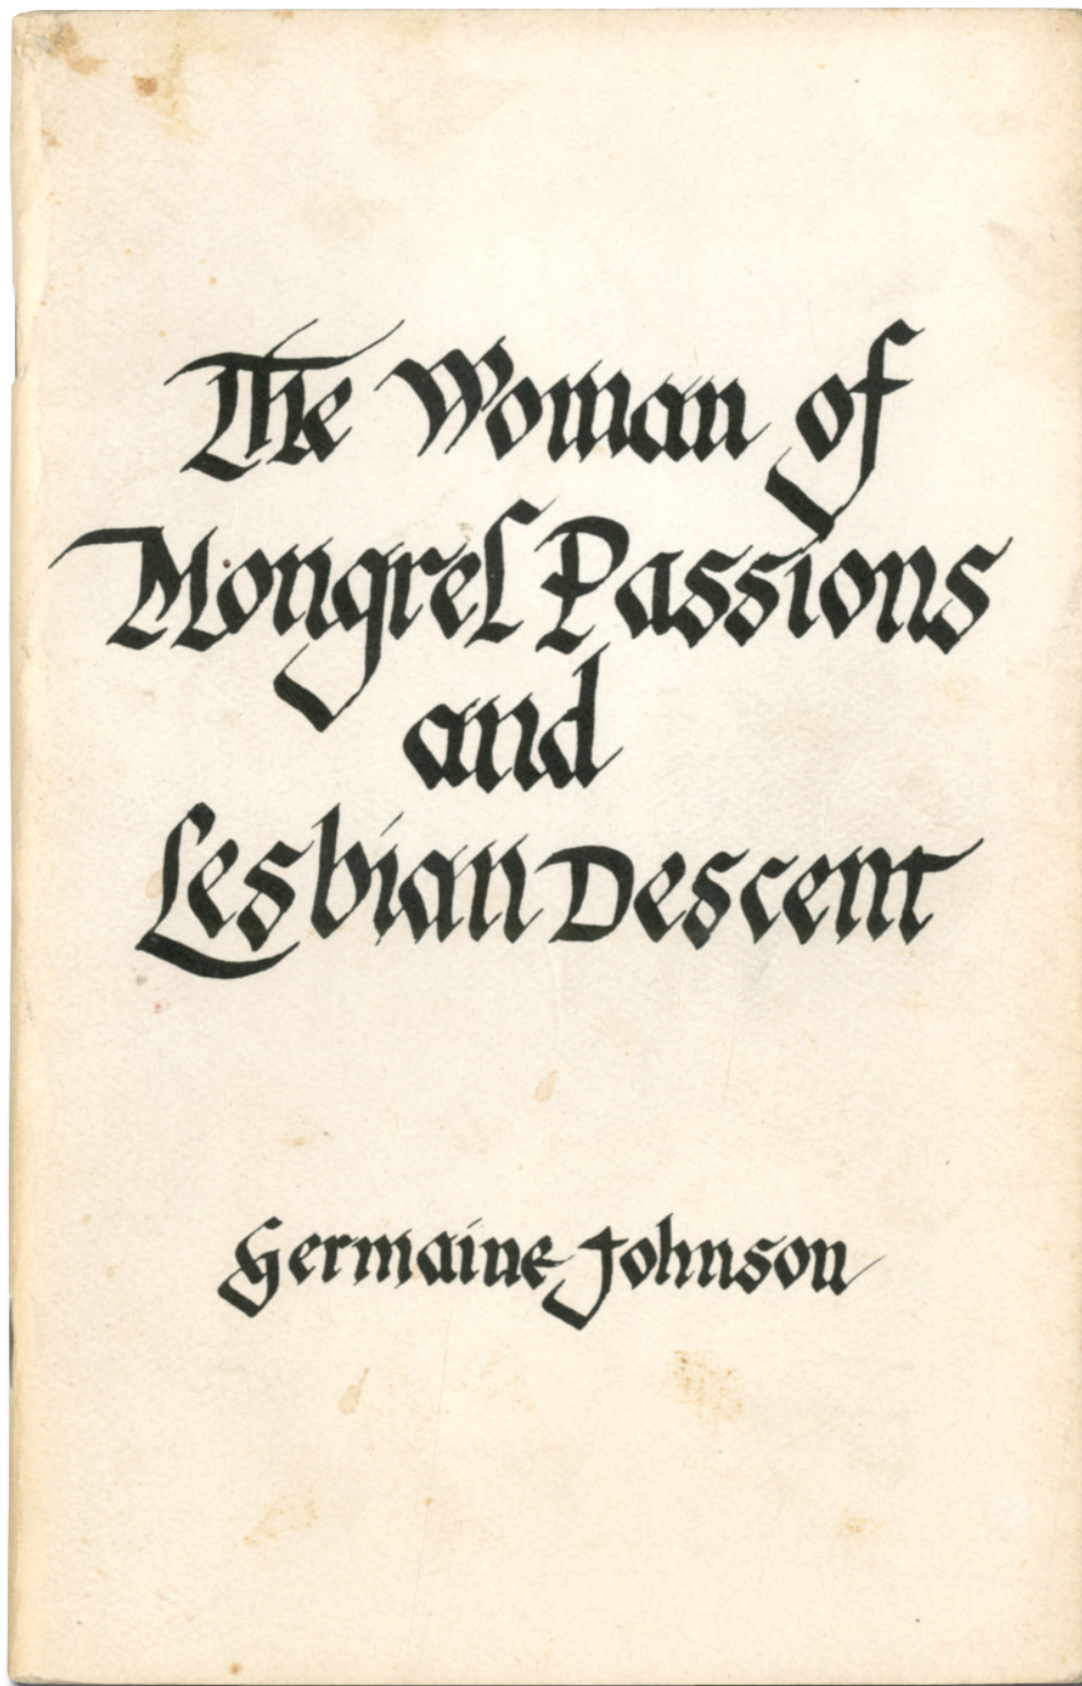 The Woman of
Mongrel Passions
and
Lesbian Descent
Germaine Johnson